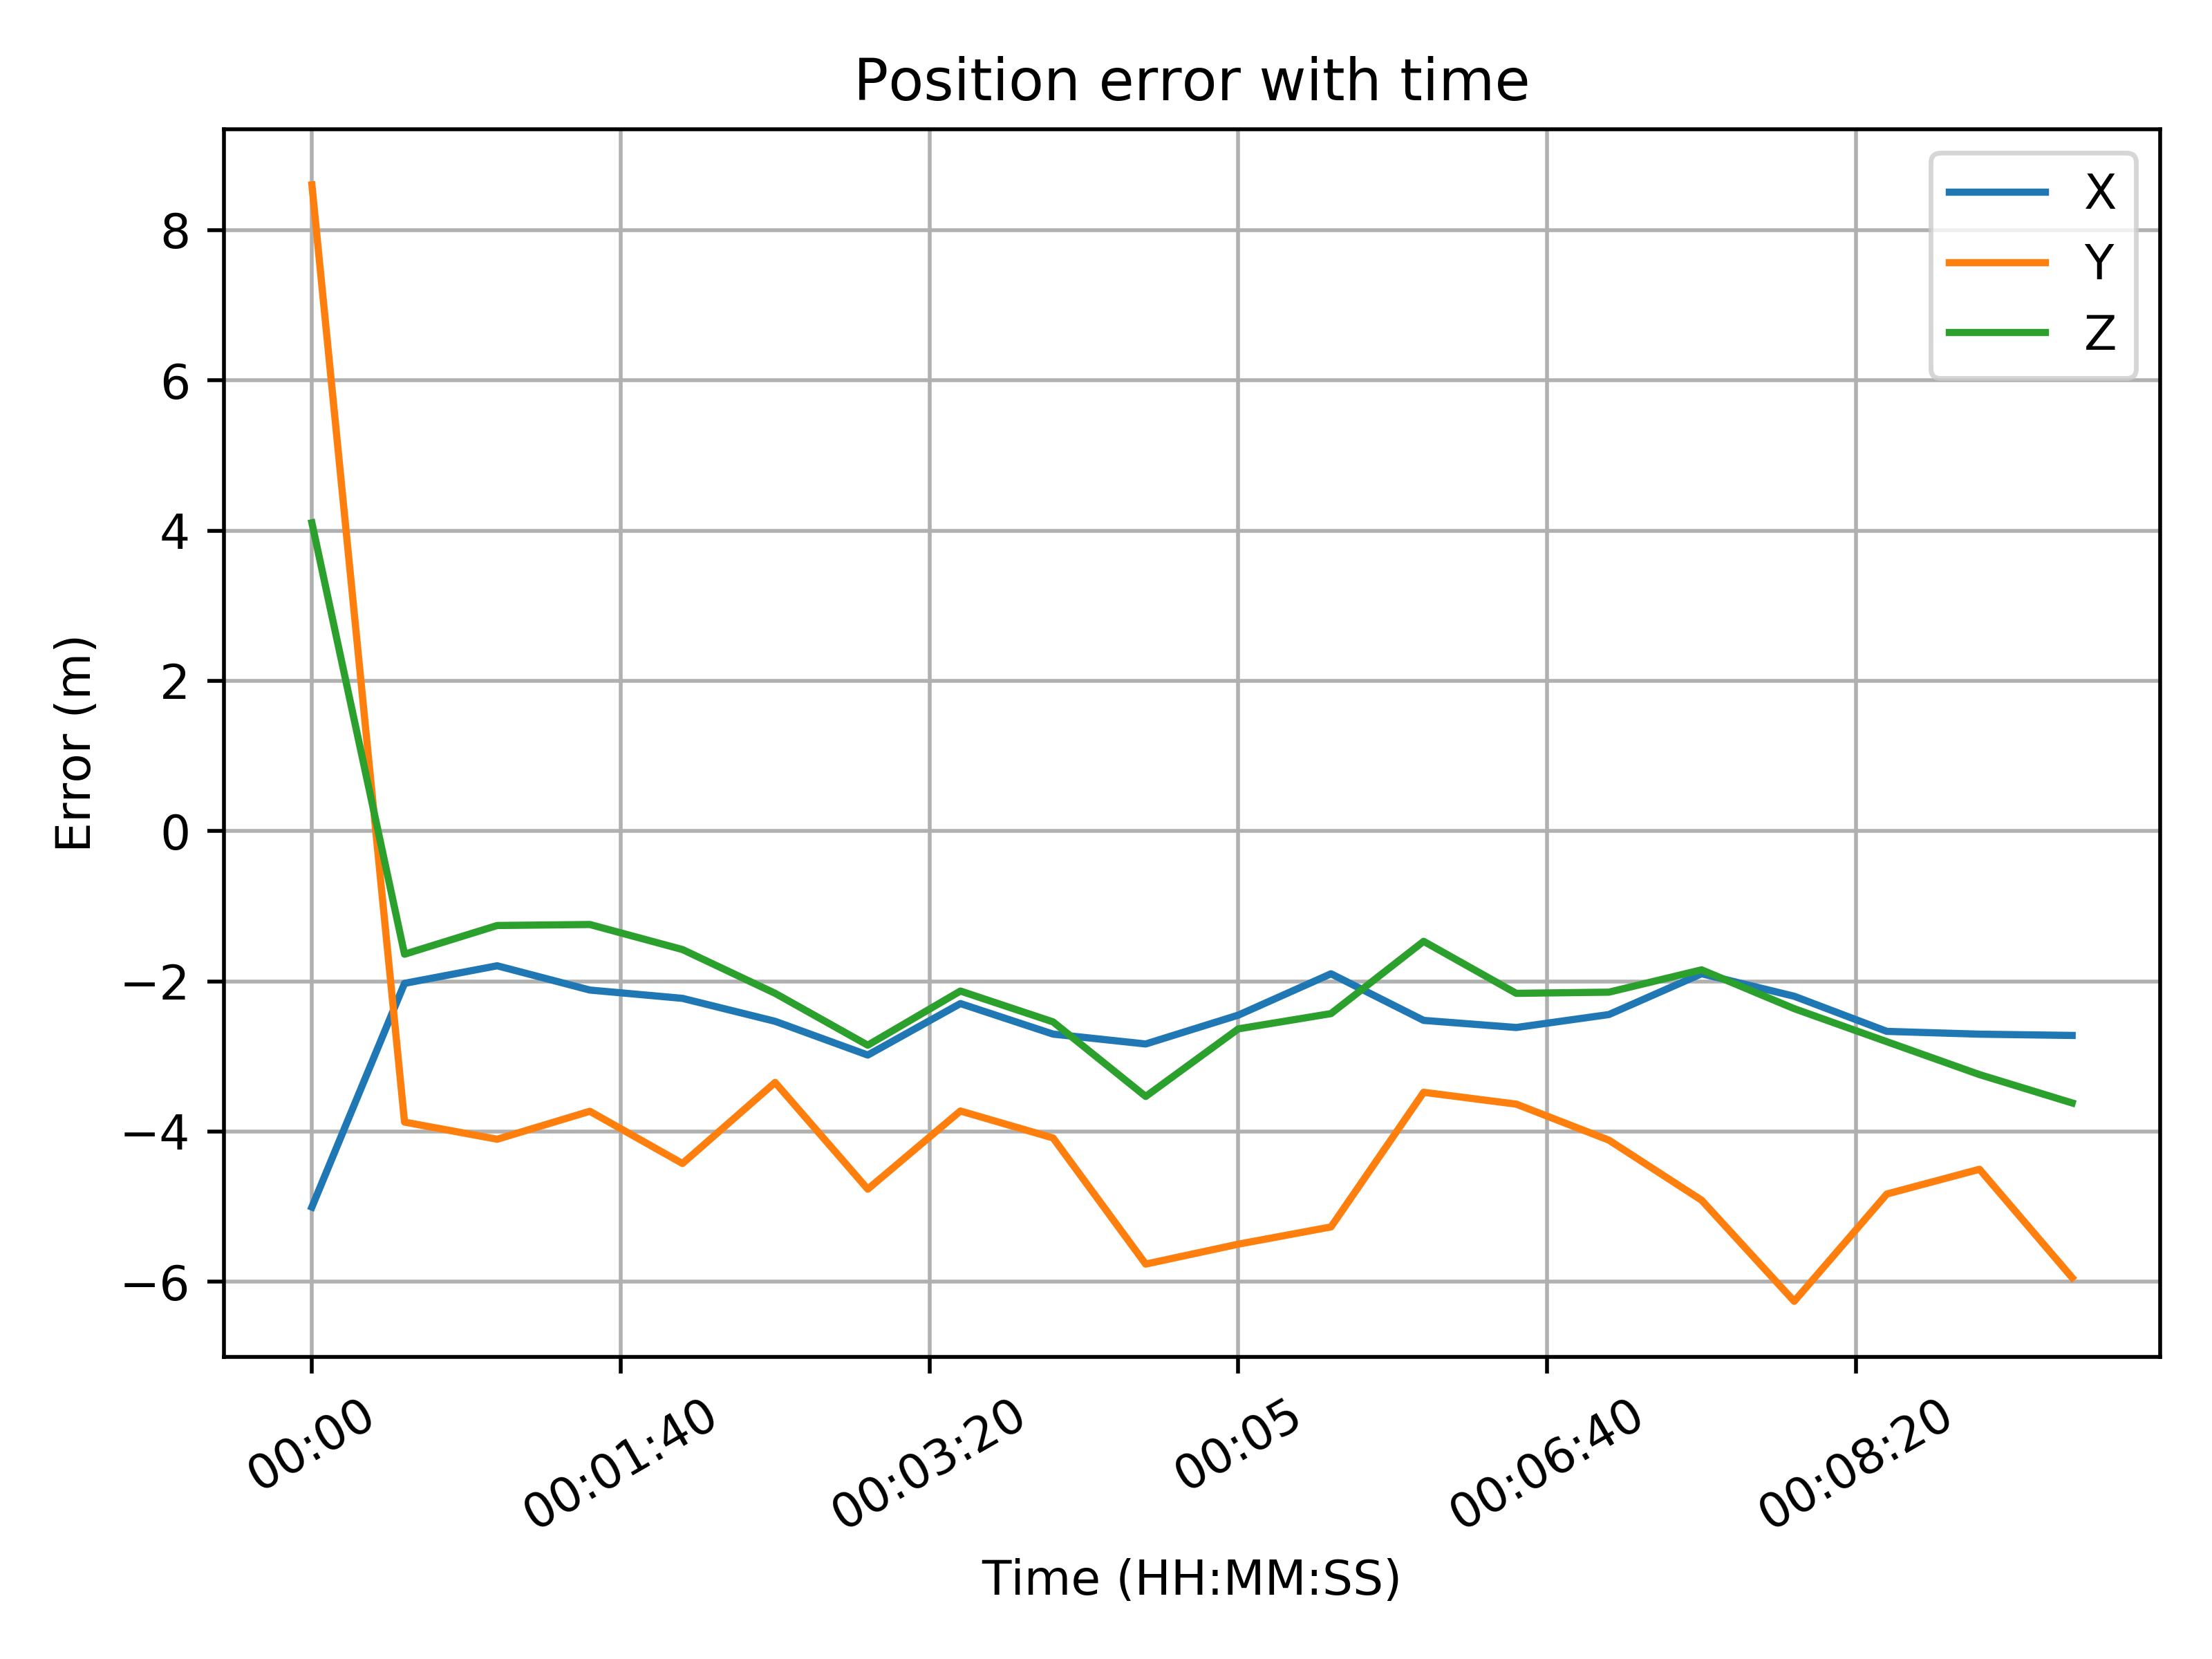 Position error with time
X
Y
Z
8
6
4
2
0
−2
−4
−6
Error (m)
00:00
00:01:40
00:03:20
00:05
00:06:40
00:08:20
Time (HH:MM:SS)